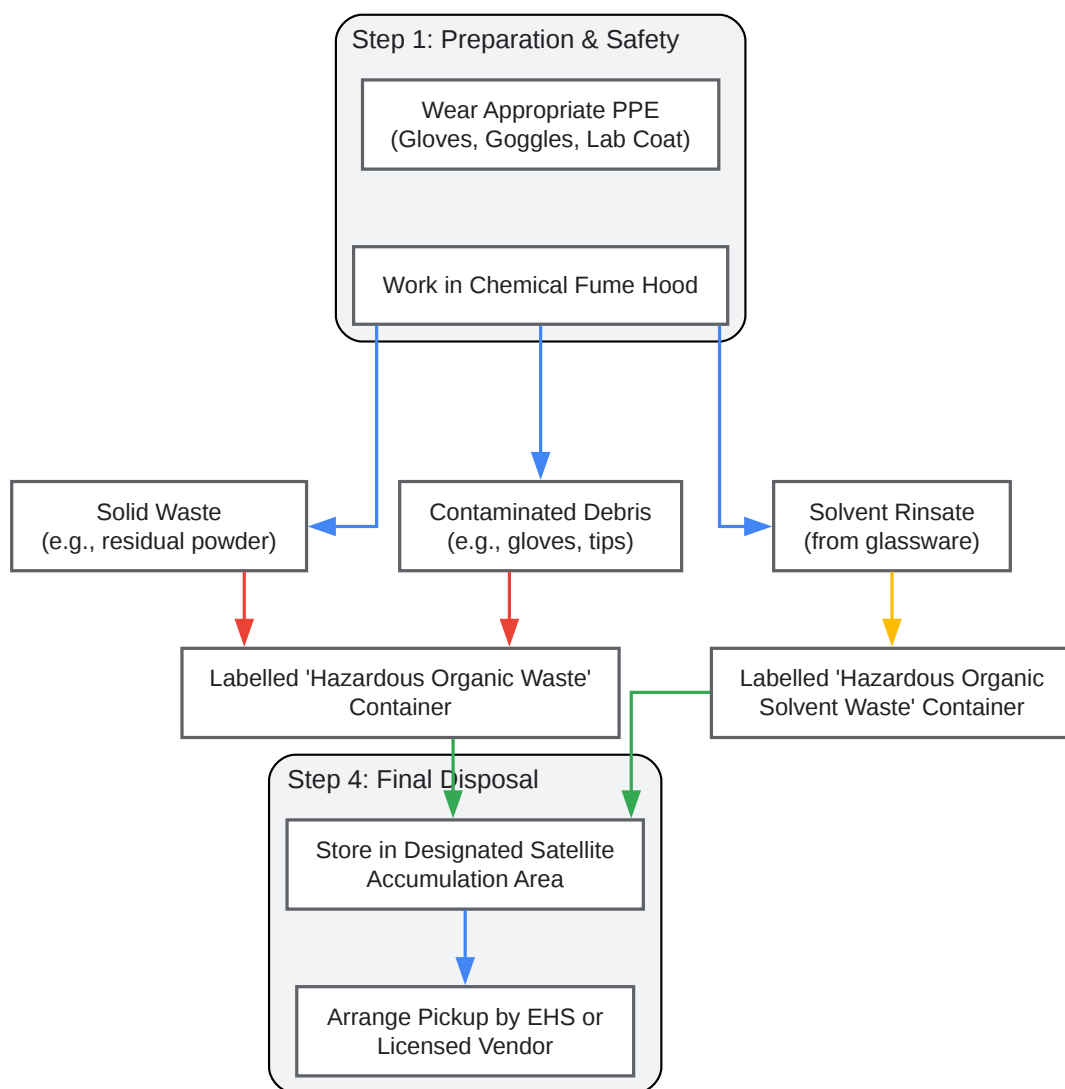 Step 1: Preparation & Safety
Wear Appropriate PPE
(Gloves, Goggles, Lab Coat)
Work in Chemical Fume Hood
Solid Waste
(e.g., residual powder)
Contaminated Debris
(e.g., gloves, tips)
Solvent Rinsate
(from glassware)
Labelled 'Hazardous Organic Waste'
Container
Labelled 'Hazardous Organic
Solvent Waste' Container
Step 4: Final Disposal
Store in Designated Satellite
Accumulation Area
Arrange Pickup by EHS or
Licensed Vendor